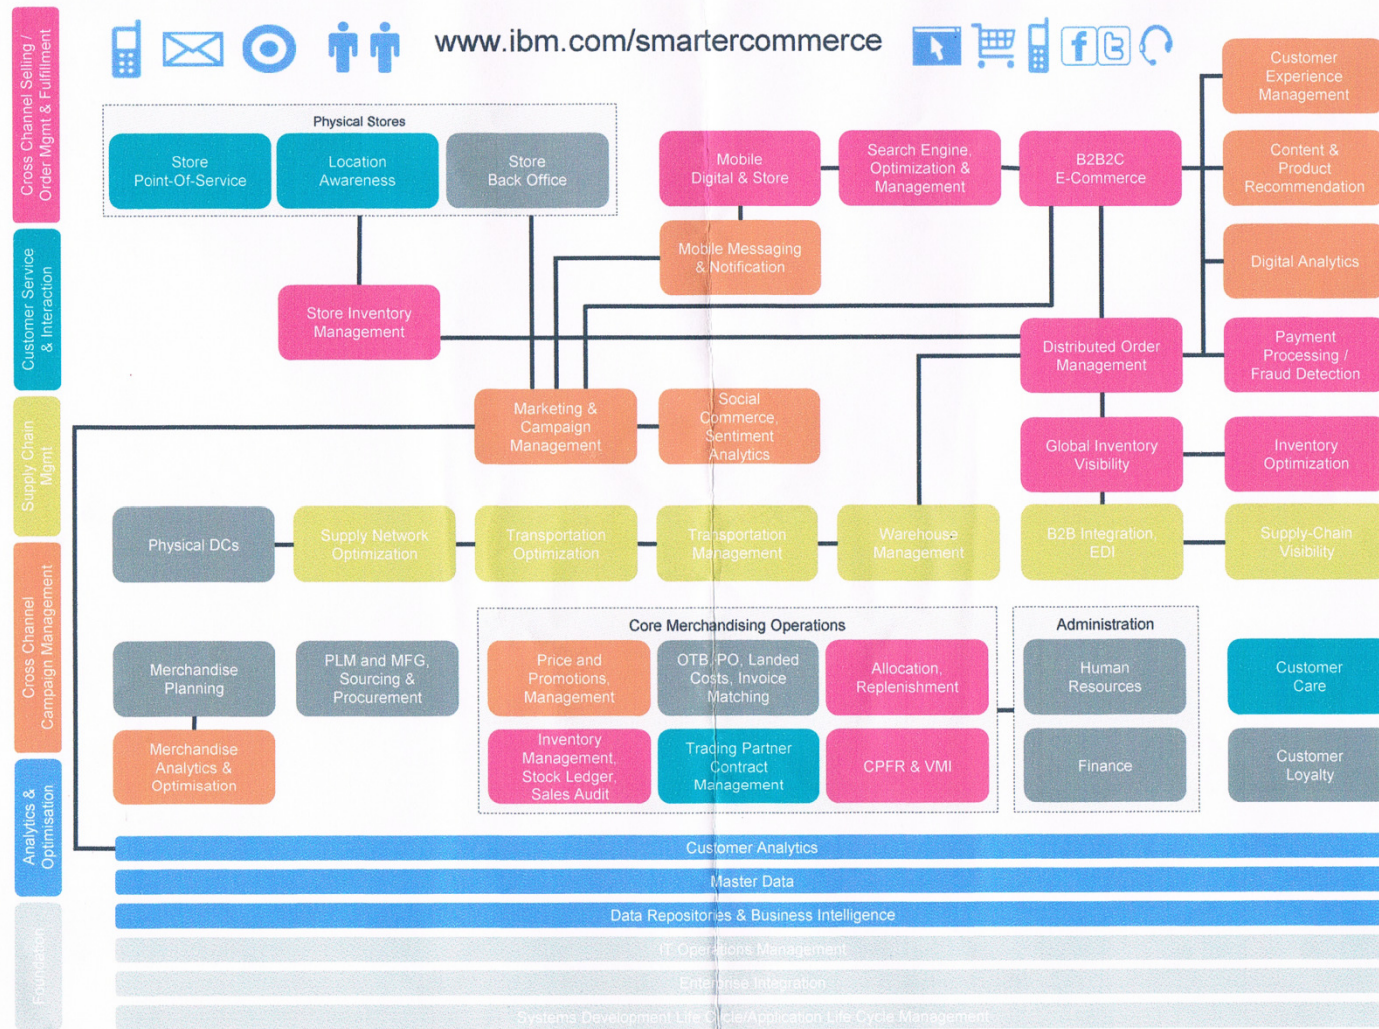 www.ibm.com/smartercommerce
Cross Channel Selling /
Order Mgmt & Fulfillment
Customer Service
& Interaction
Supply Chain
Mgmt
Cross Channel
Campaign Management
Analytics &
Optimisation
Foundation
Physical Stores
Store
Point-Of-Service
Location
Awareness
Store
Back Office
Mobile
Digital & Store
Search Engine,
Optimization &
Management
B2B2C
E-Commerce
Customer
Experience
Management
Content &
Product
Recommendation
Mobile Messaging
& Notification
Digital Analytics
Store Inventory
Management
Distributed Order
Management
Payment
Processing /
Fraud Detection
Marketing &
Campaign
Management
Social
Commerce,
Sentiment
Analytics
Global Inventory
Visibility
Inventory
Optimization
Physical DCs
Supply Network
Optimization
Transportation
Optimization
Transportation
Management
Warehouse
Management
B2B Integration,
EDI
Supply-Chain
Visibility
Merchandise
Planning
PLM and MFG,
Sourcing &
Procurement
Merchandise
Analytics &
Optimisation
Core Merchandising Operations
Price and
Promotions,
Management
OTB, PO, Landed
Costs, Invoice
Matching
Allocation,
Replenishment
Inventory
Management,
Stock Ledger,
Sales Audit
Trading Partner
Contract
Management
CPFR & VMI
Administration
Human
Resources
Finance
Customer
Care
Customer
Loyalty
Customer Analytics
Master Data
Data Repositories & Business Intelligence
IT Operations Management
Enterprise Integration
Systems Development Life Cycle/Application Life Cycle Management